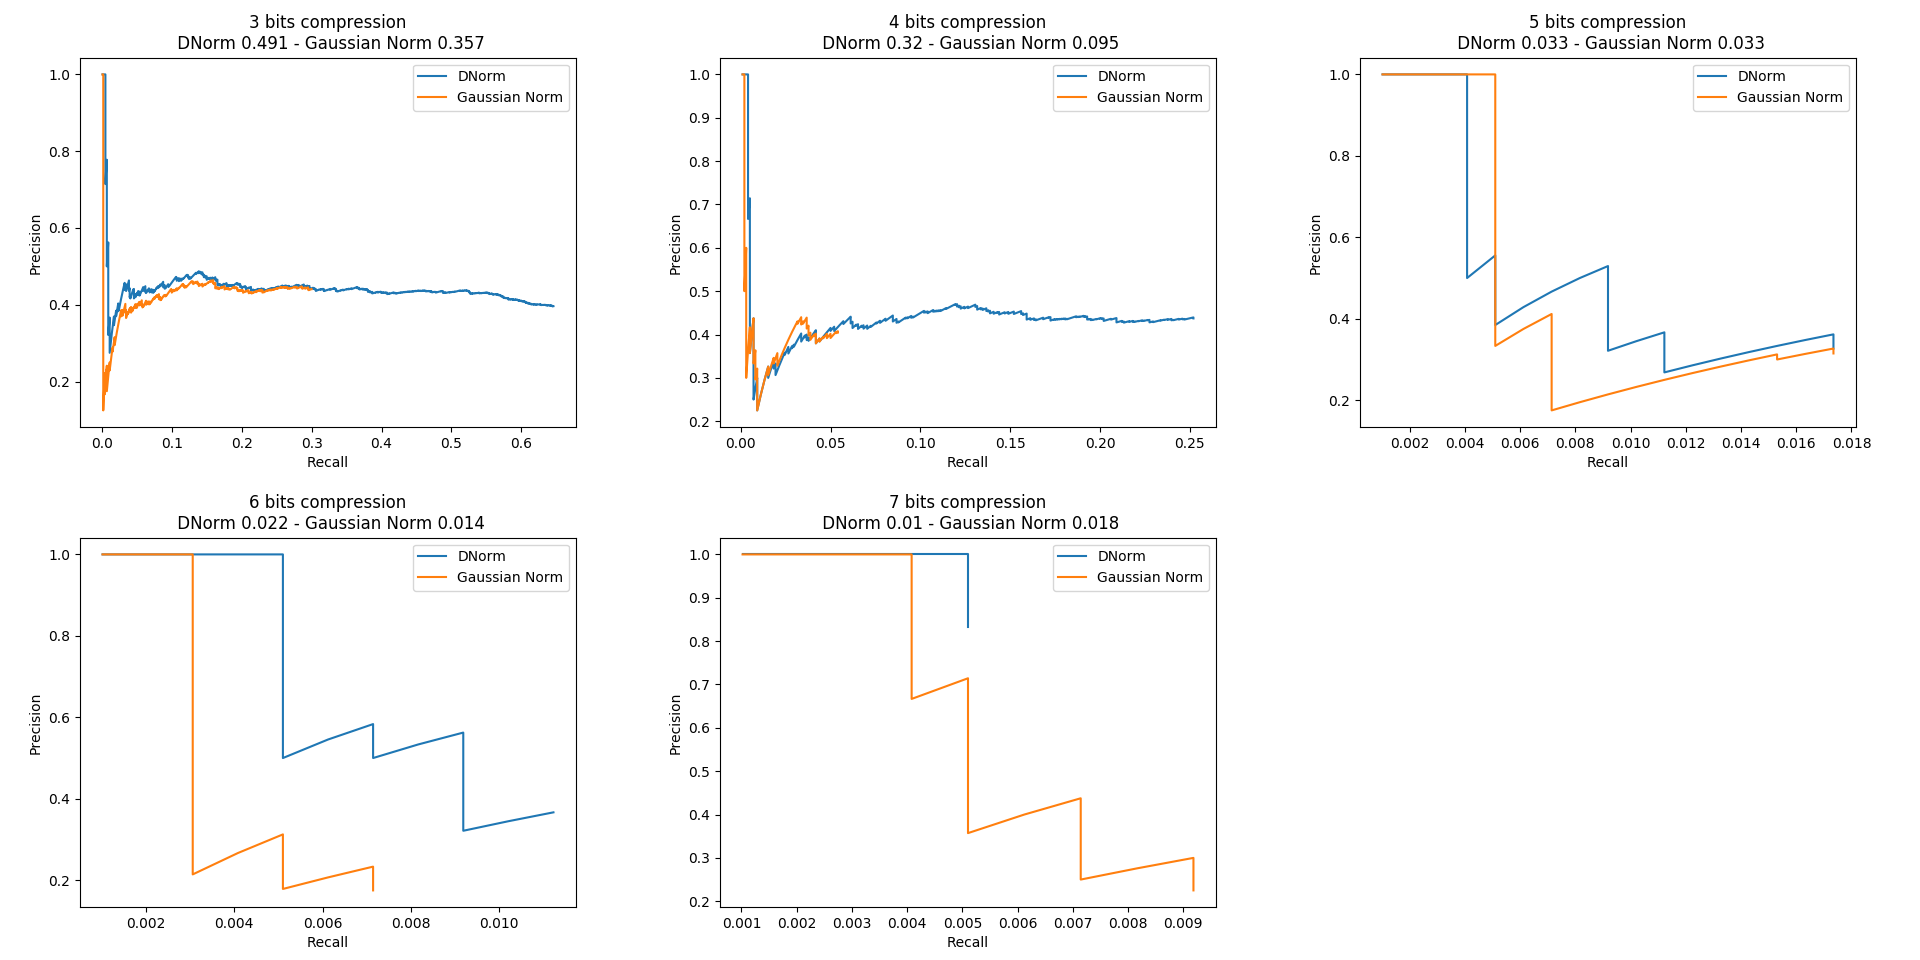 3 bits compression
DNorm 0.491 - Gaussian Norm 0.357
DNorm
Gaussian Norm
1.0
0.8
0.6
0.4
0.2
Precision
0.0 0.1 0.2 0.3 0.4 0.5 0.6
Recall
4 bits compression
DNorm 0.32 - Gaussian Norm 0.095
DNorm
Gaussian Norm
1.0
0.9
0.8
0.7
0.6
0.5
0.4
0.3
0.2
Precision
0.00 0.05 0.10 0.15 0.20 0.25
Recall
5 bits compression
DNorm 0.033 - Gaussian Norm 0.033
DNorm
Gaussian Norm
1.0
0.8
0.6
0.4
0.2
Precision
0.002 0.004 0.006 0.008 0.010 0.012 0.014 0.016 0.018
Recall
6 bits compression
DNorm 0.022 - Gaussian Norm 0.014
DNorm
Gaussian Norm
1.0
0.8
0.6
0.4
0.2
Precision
0.002 0.004 0.006 0.008 0.010
Recall
7 bits compression
DNorm 0.01 - Gaussian Norm 0.018
DNorm
Gaussian Norm
1.0
0.9
0.8
0.7
0.6
0.5
0.4
0.3
0.2
Precision
0.001 0.002 0.003 0.004 0.005 0.006 0.007 0.008 0.009
Recall